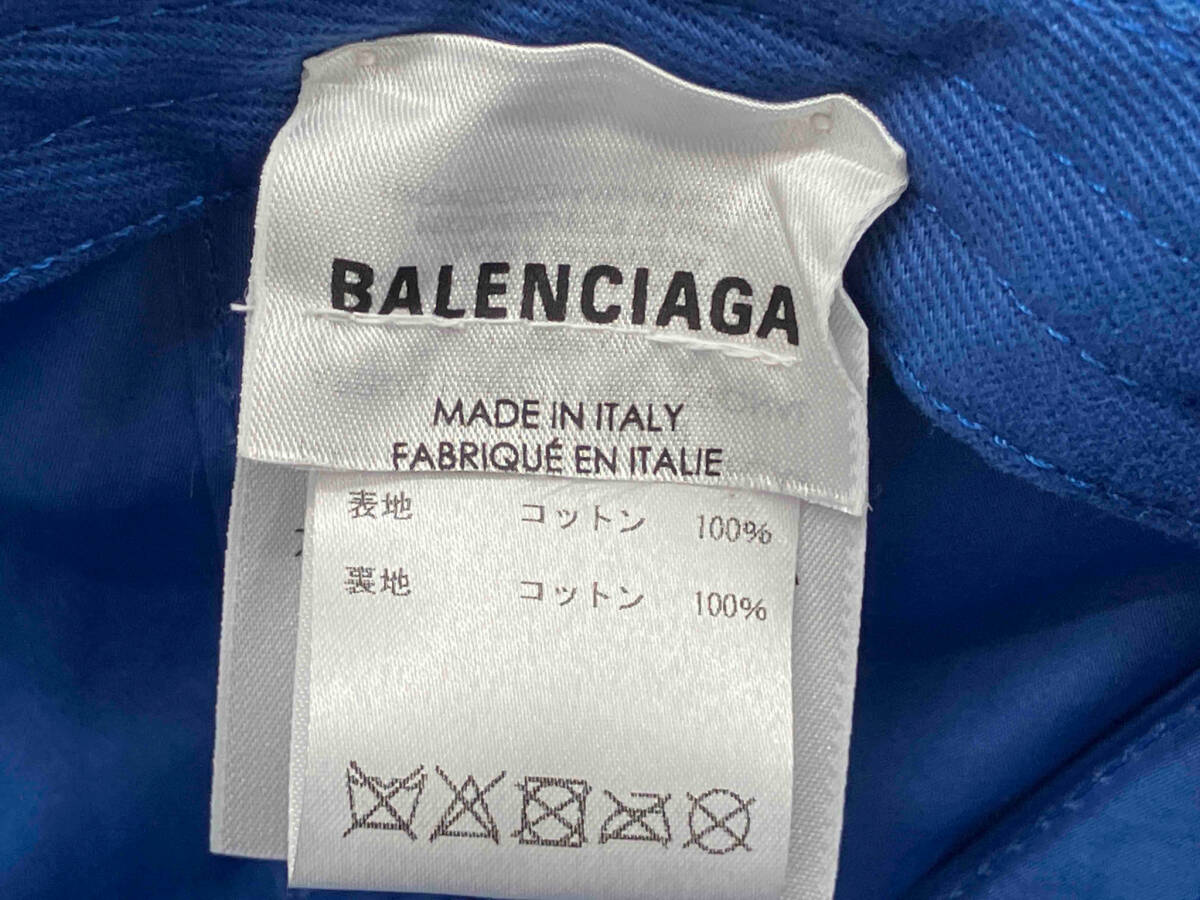 BALENCIAGA
MADE IN ITALY
FABRIQUÉ EN ITALIE
表地 コットン 100%
裏地 コットン 100%